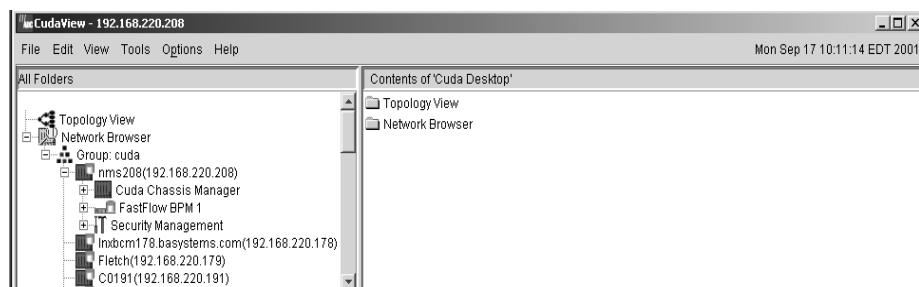 CudaView - 192.168.220.208
File Edit View Tools Options Help
Mon Sep 17 10:11:14 EDT 2001
All Folders
Contents of 'Cuda Desktop'
Topology View
Network Browser
Group: cuda
nms208(192.168.220.208)
Cuda Chassis Manager
FastFlow BPM 1
Security Management
lnxbcm178.basystems.com(192.168.220.178)
Fletch(192.168.220.179)
C0191(192.168.220.191)
Topology View
Network Browser